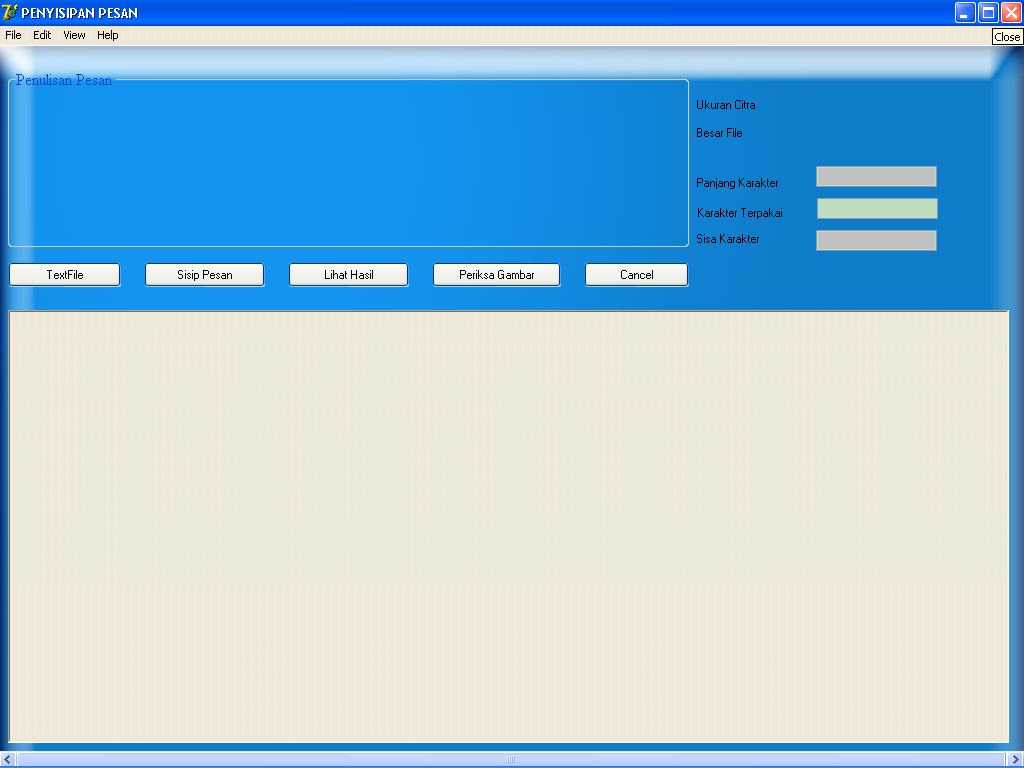 PENYISIPAN PESAN
File Edit View Help
Close
Penulisan Pesan
Ukuran Citra
Besar File
Panjang Karakter
Karakter Terpakai
Sisa Karakter
TextFile Sisip Pesan Lihat Hasil Periksa Gambar Cancel